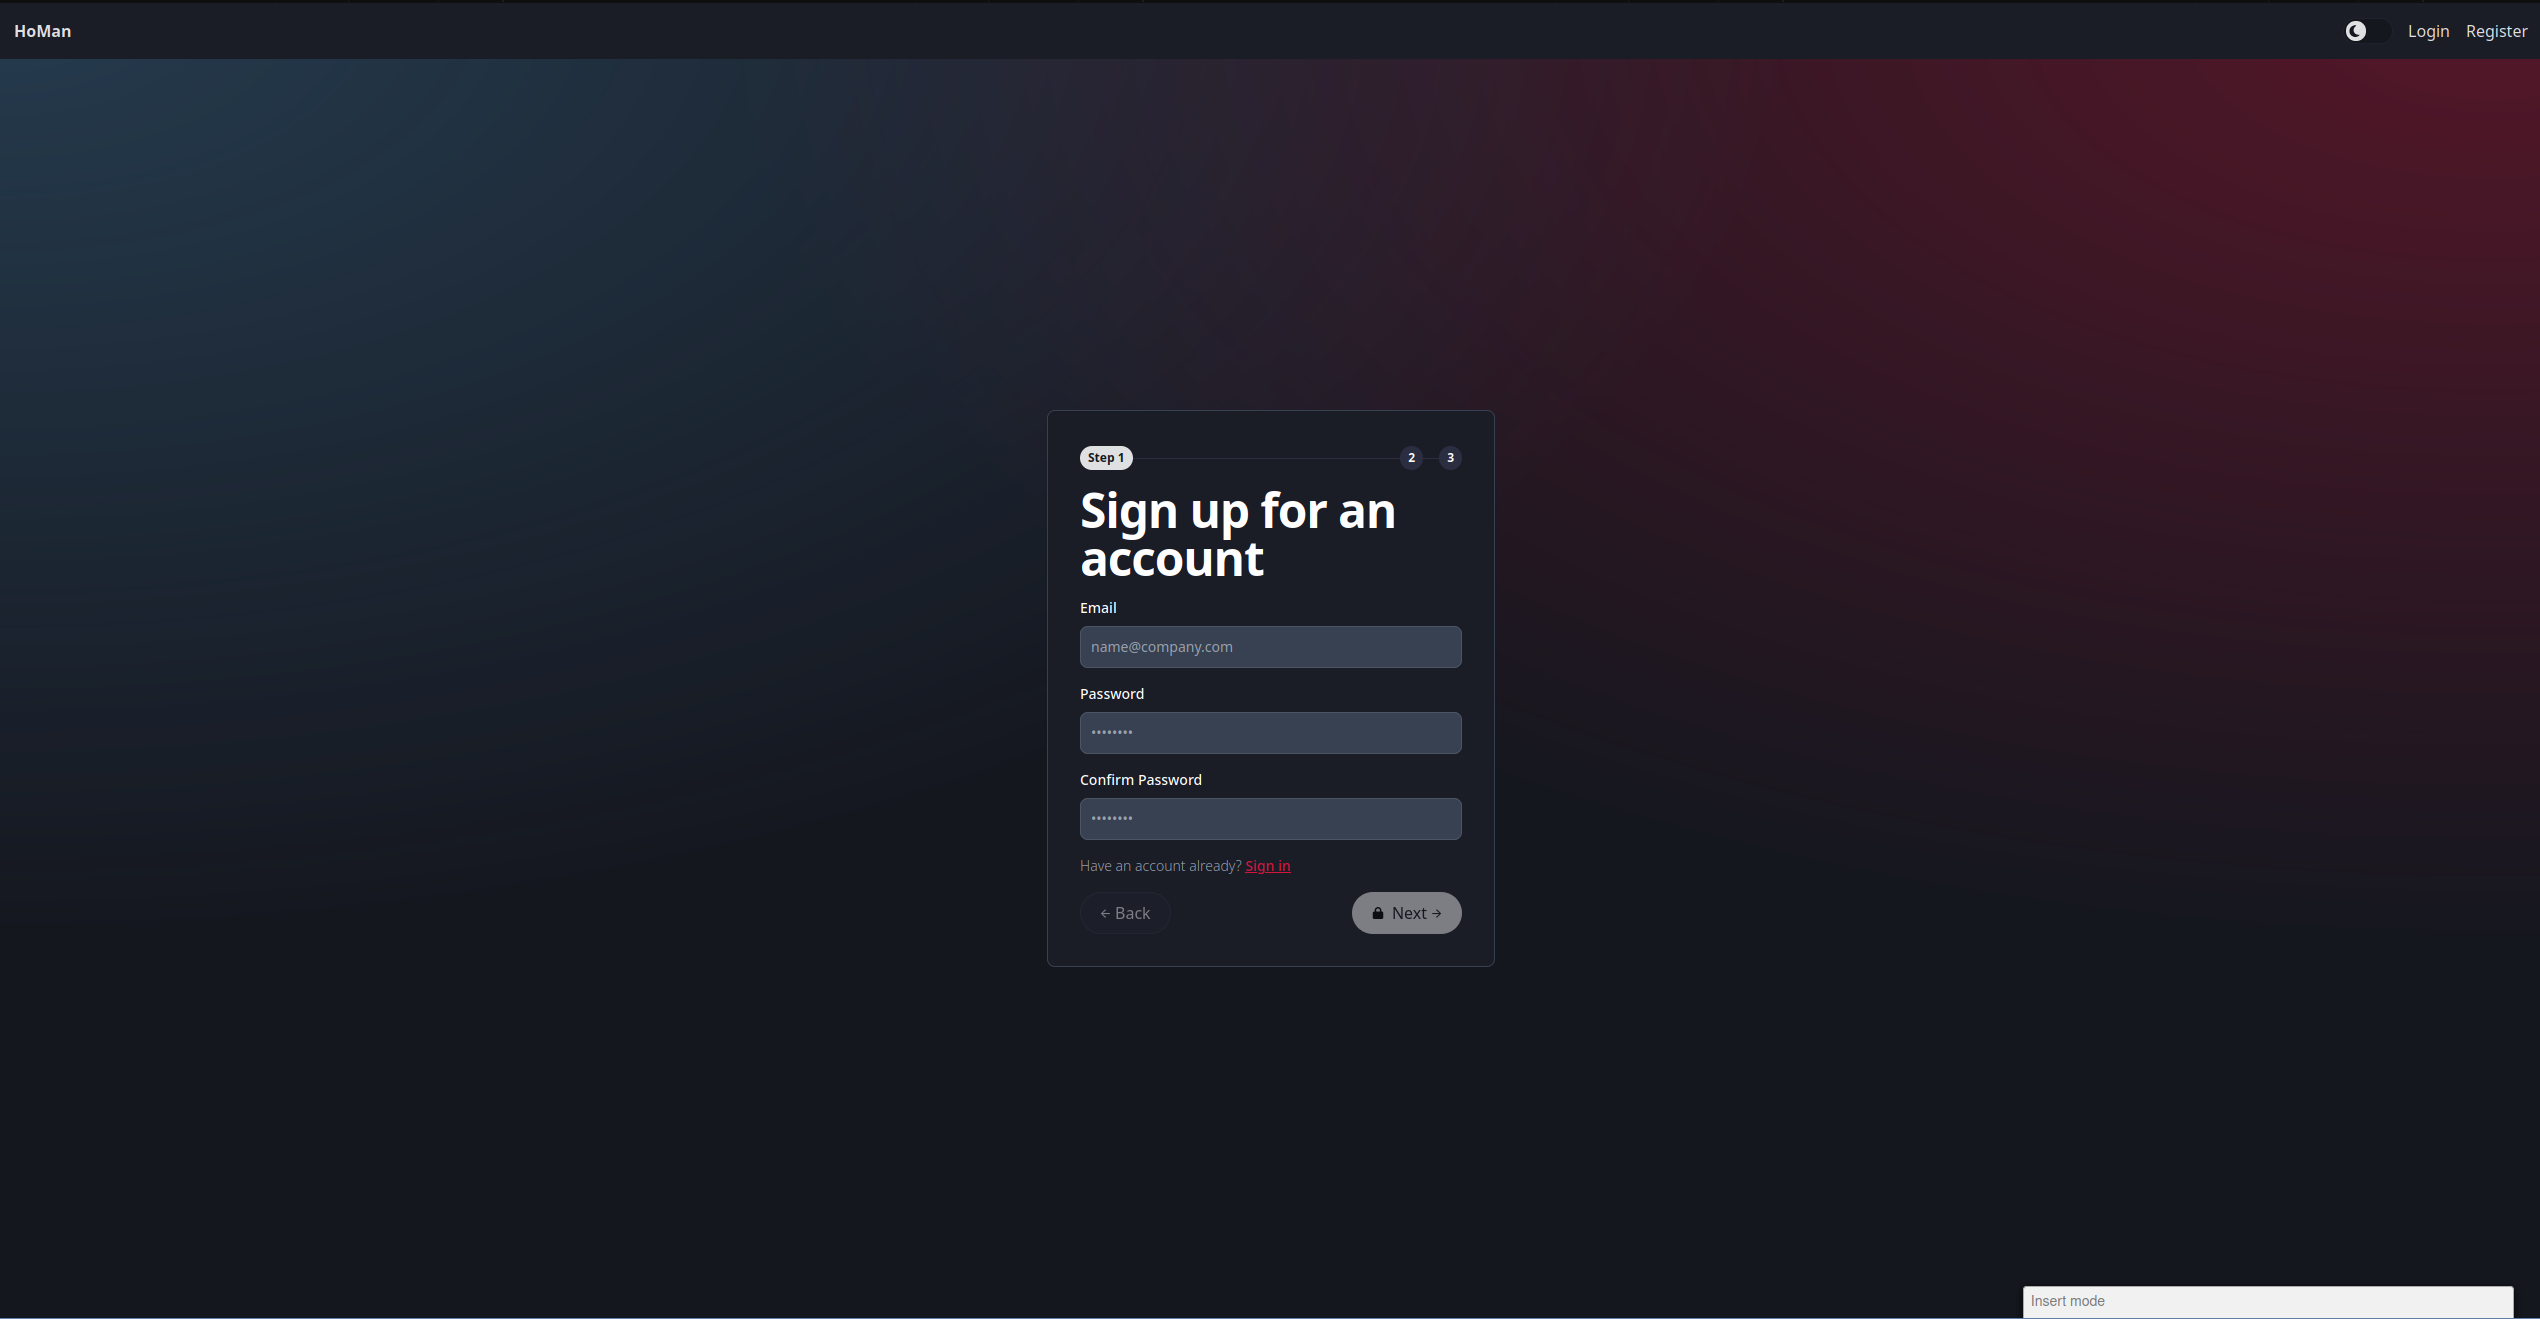 HoMan
Login Register
Step 1 2 3
Sign up for an
account
Email
name@company.com
Password
••••••••
Confirm Password
••••••••
Have an account already? Sign in
← Back
Next →
Insert mode